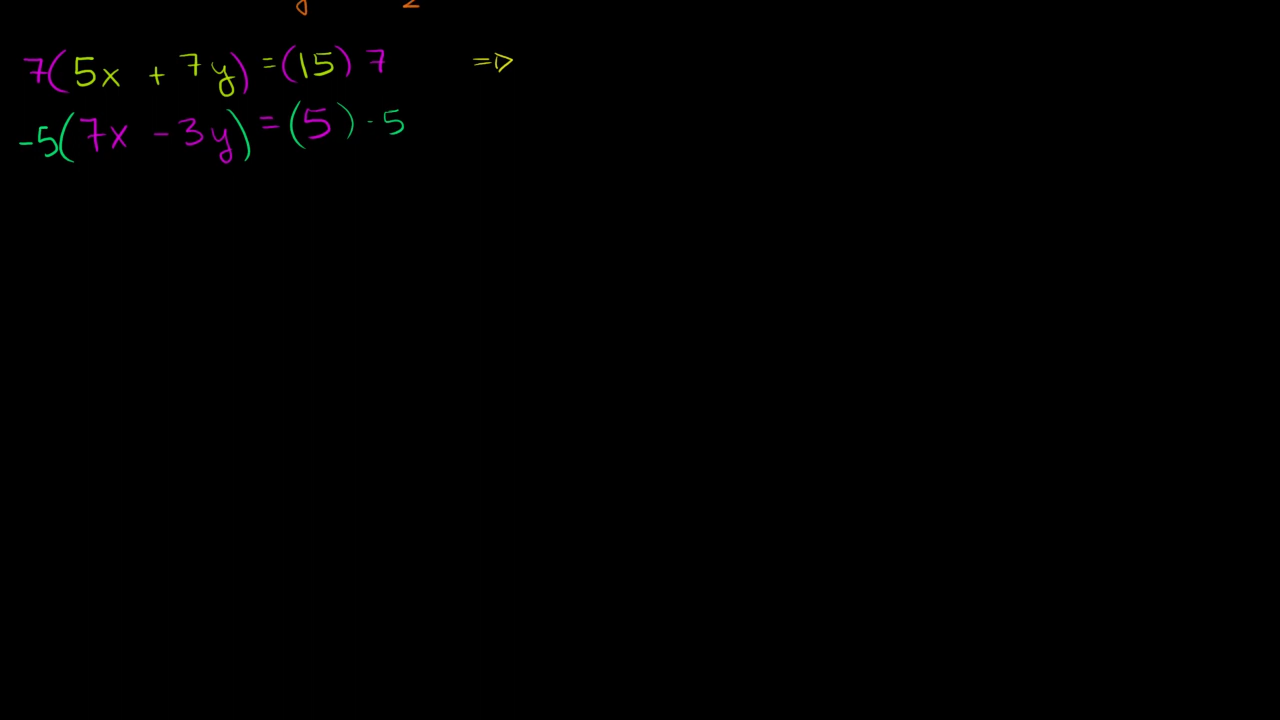 7(5x + 7y) = (15) 7 =>
-5(7x - 3y) = (5) · 5